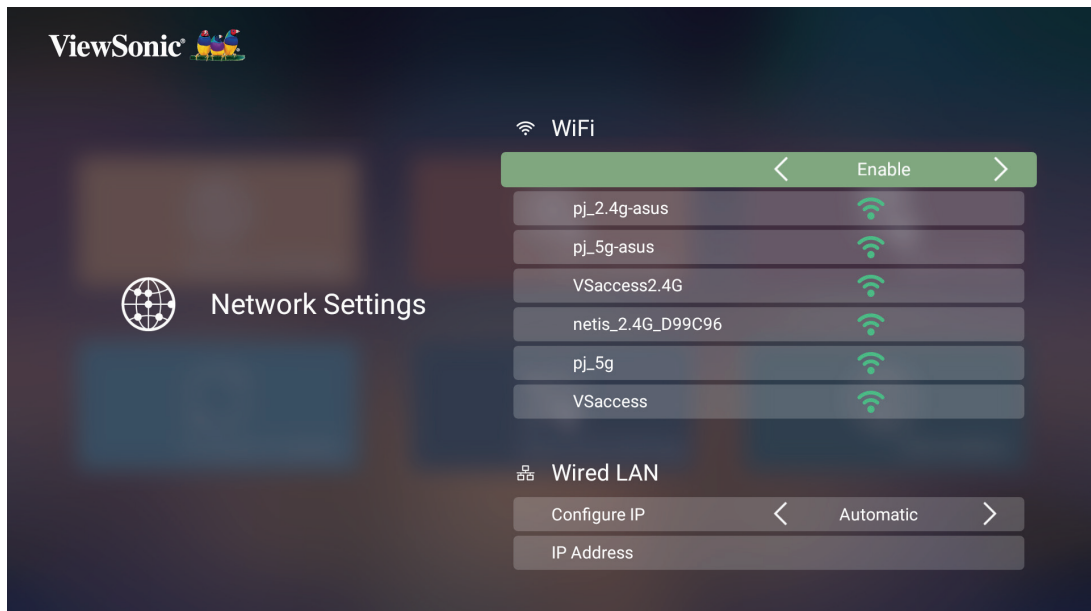 ViewSonic®
WiFi
Enable
pj_2.4g-asus
pj_5g-asus
VSaccess2.4G
netis_2.4G_D99C96
pj_5g
VSaccess
Network Settings
Wired LAN
Configure IP Automatic
IP Address